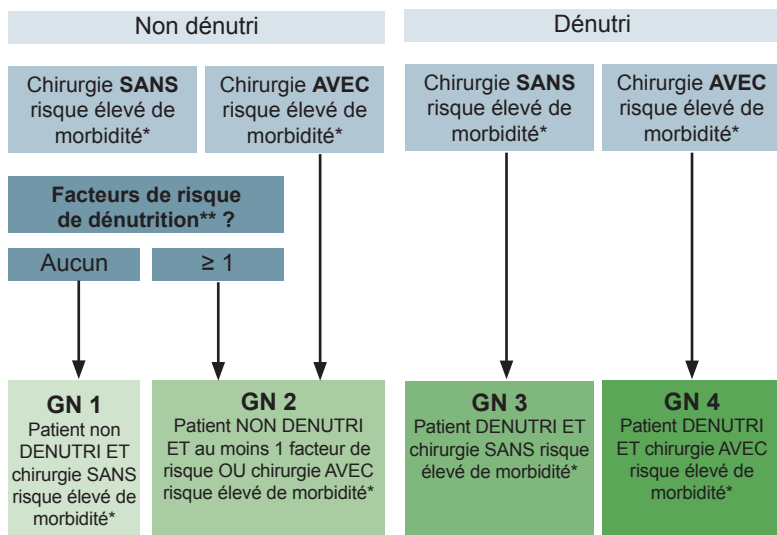 Non dénutri
Dénutri
Chirurgie SANS
risque élevé de
morbidité*
Chirurgie AVEC
risque élevé de
morbidité*
Chirurgie SANS
risque élevé de
morbidité*
Chirurgie AVEC
risque élevé de
morbidité*
Facteurs de risque
de dénutrition** ?
Aucun
≥ 1
GN 1
Patient non
DENUTRI ET
chirurgie SANS
risque élevé de
morbidité*
GN 2
Patient NON DENUTRI
ET au moins 1 facteur de
risque OU chirurgie AVEC
risque élevé de morbidité*
GN 3
Patient DENUTRI ET
chirurgie SANS risque
élevé de morbidité*
GN 4
Patient DENUTRI
ET chirurgie AVEC
risque élevé de
morbidité*